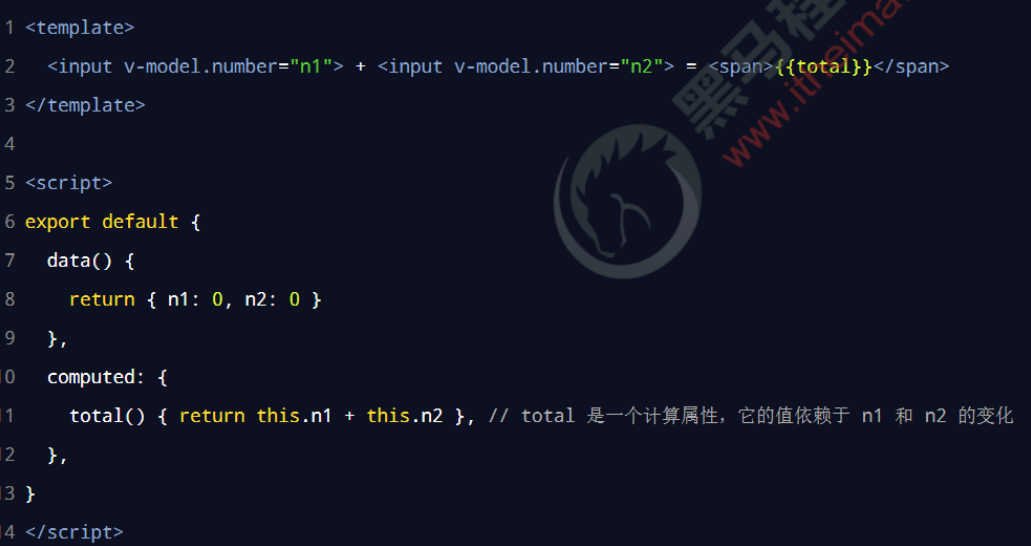 1 <template>
2   <input v-model.number="n1"> + <input v-model.number="n2"> = <span>{{total}}</span>
3 </template>
4
5 <script>
6 export default {
7   data() {
8     return { n1: 0, n2: 0 }
9   },
10   computed: {
11     total() { return this.n1 + this.n2 }, // total 是一个计算属性，它的值依赖于 n1 和 n2 的变化
12   },
13 }
14 </script>
黑马程
www.itheima